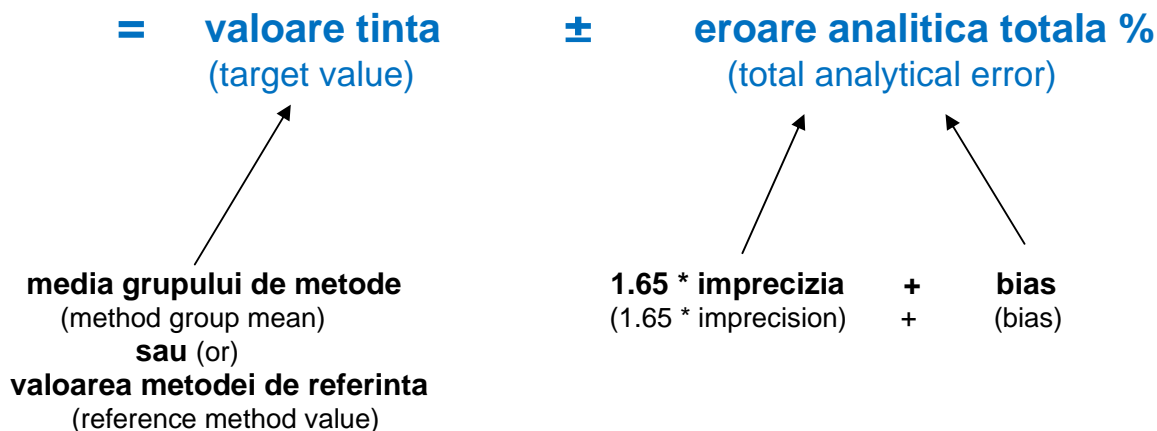 = valoare tinta ± eroare analitica totala %
(target value) (total analytical error)
media grupului de metode 1.65 * imprecizia + bias
(method group mean) (1.65 * imprecision) + (bias)
sau (or)
valoarea metodei de referinta
(reference method value)